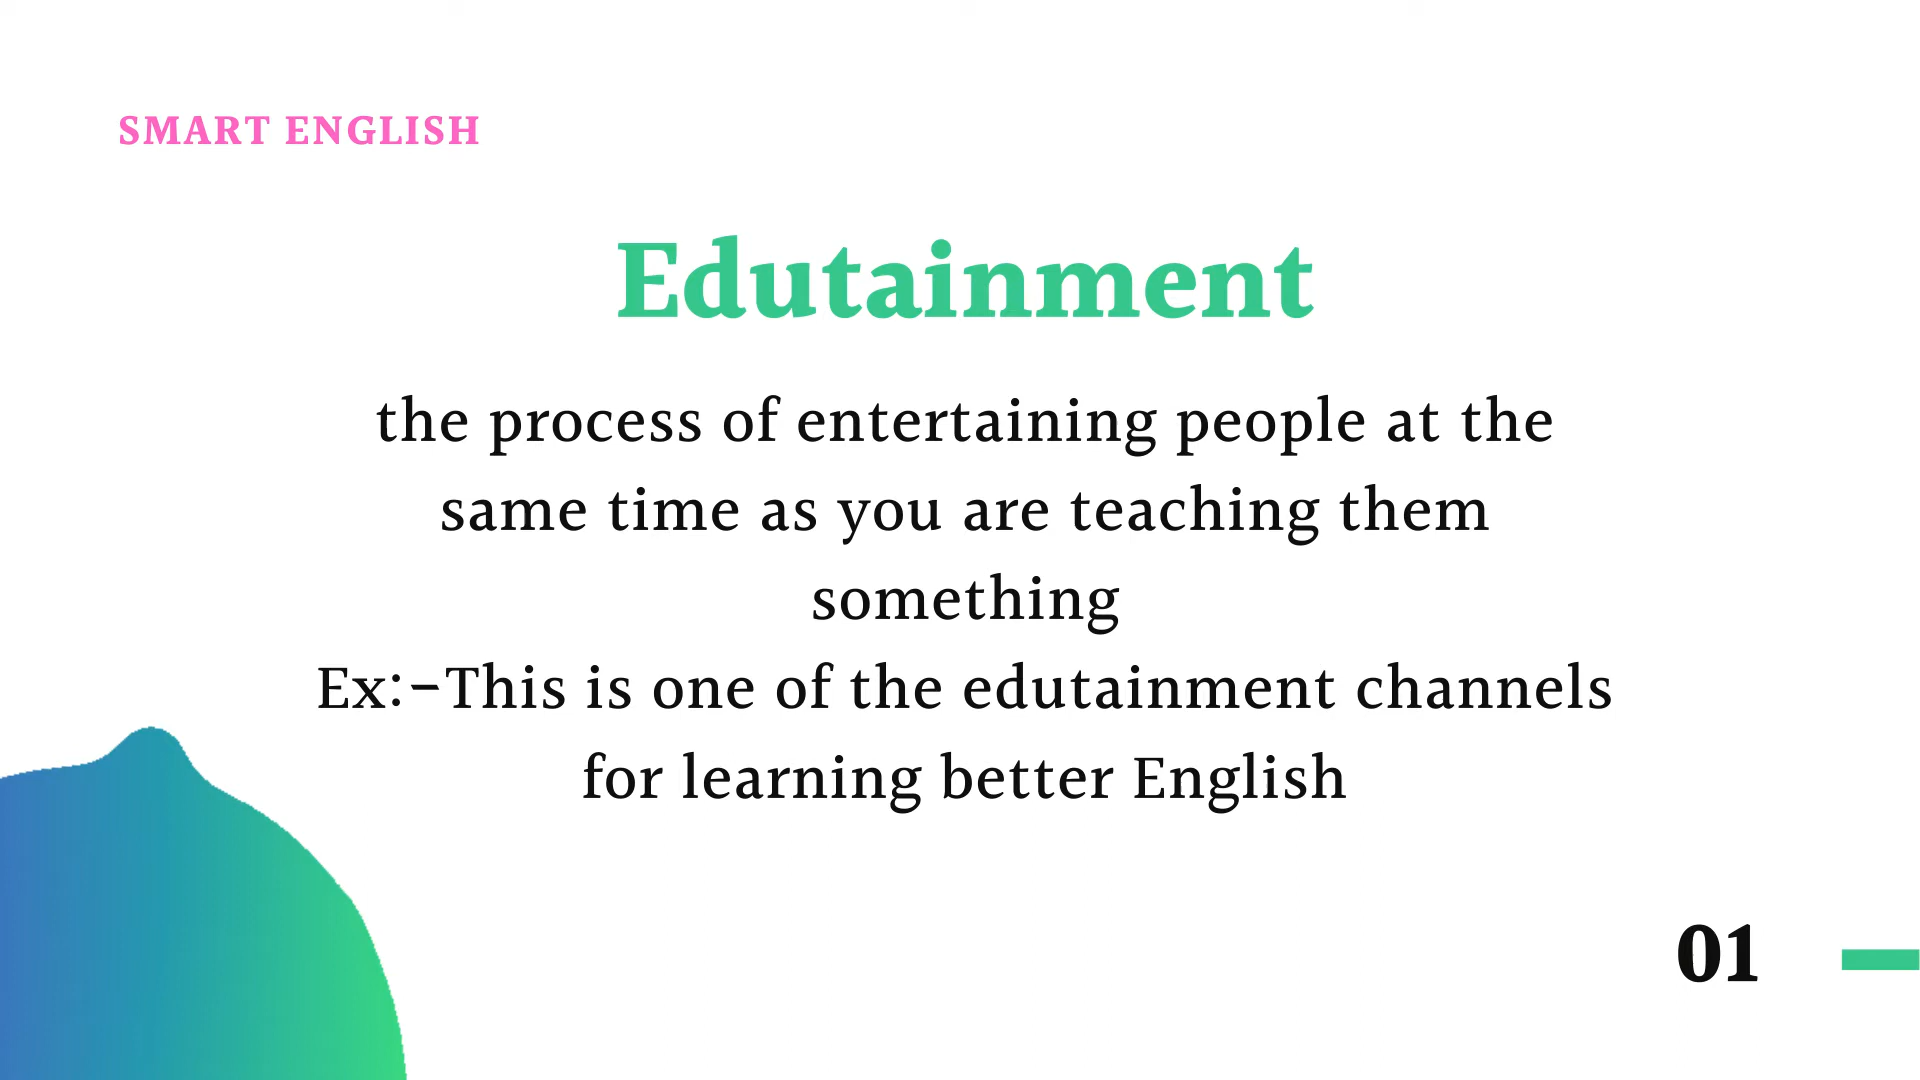 SMART ENGLISH
Edutainment
the process of entertaining people at the
same time as you are teaching them
something
Ex:-This is one of the edutainment channels
for learning better English
01